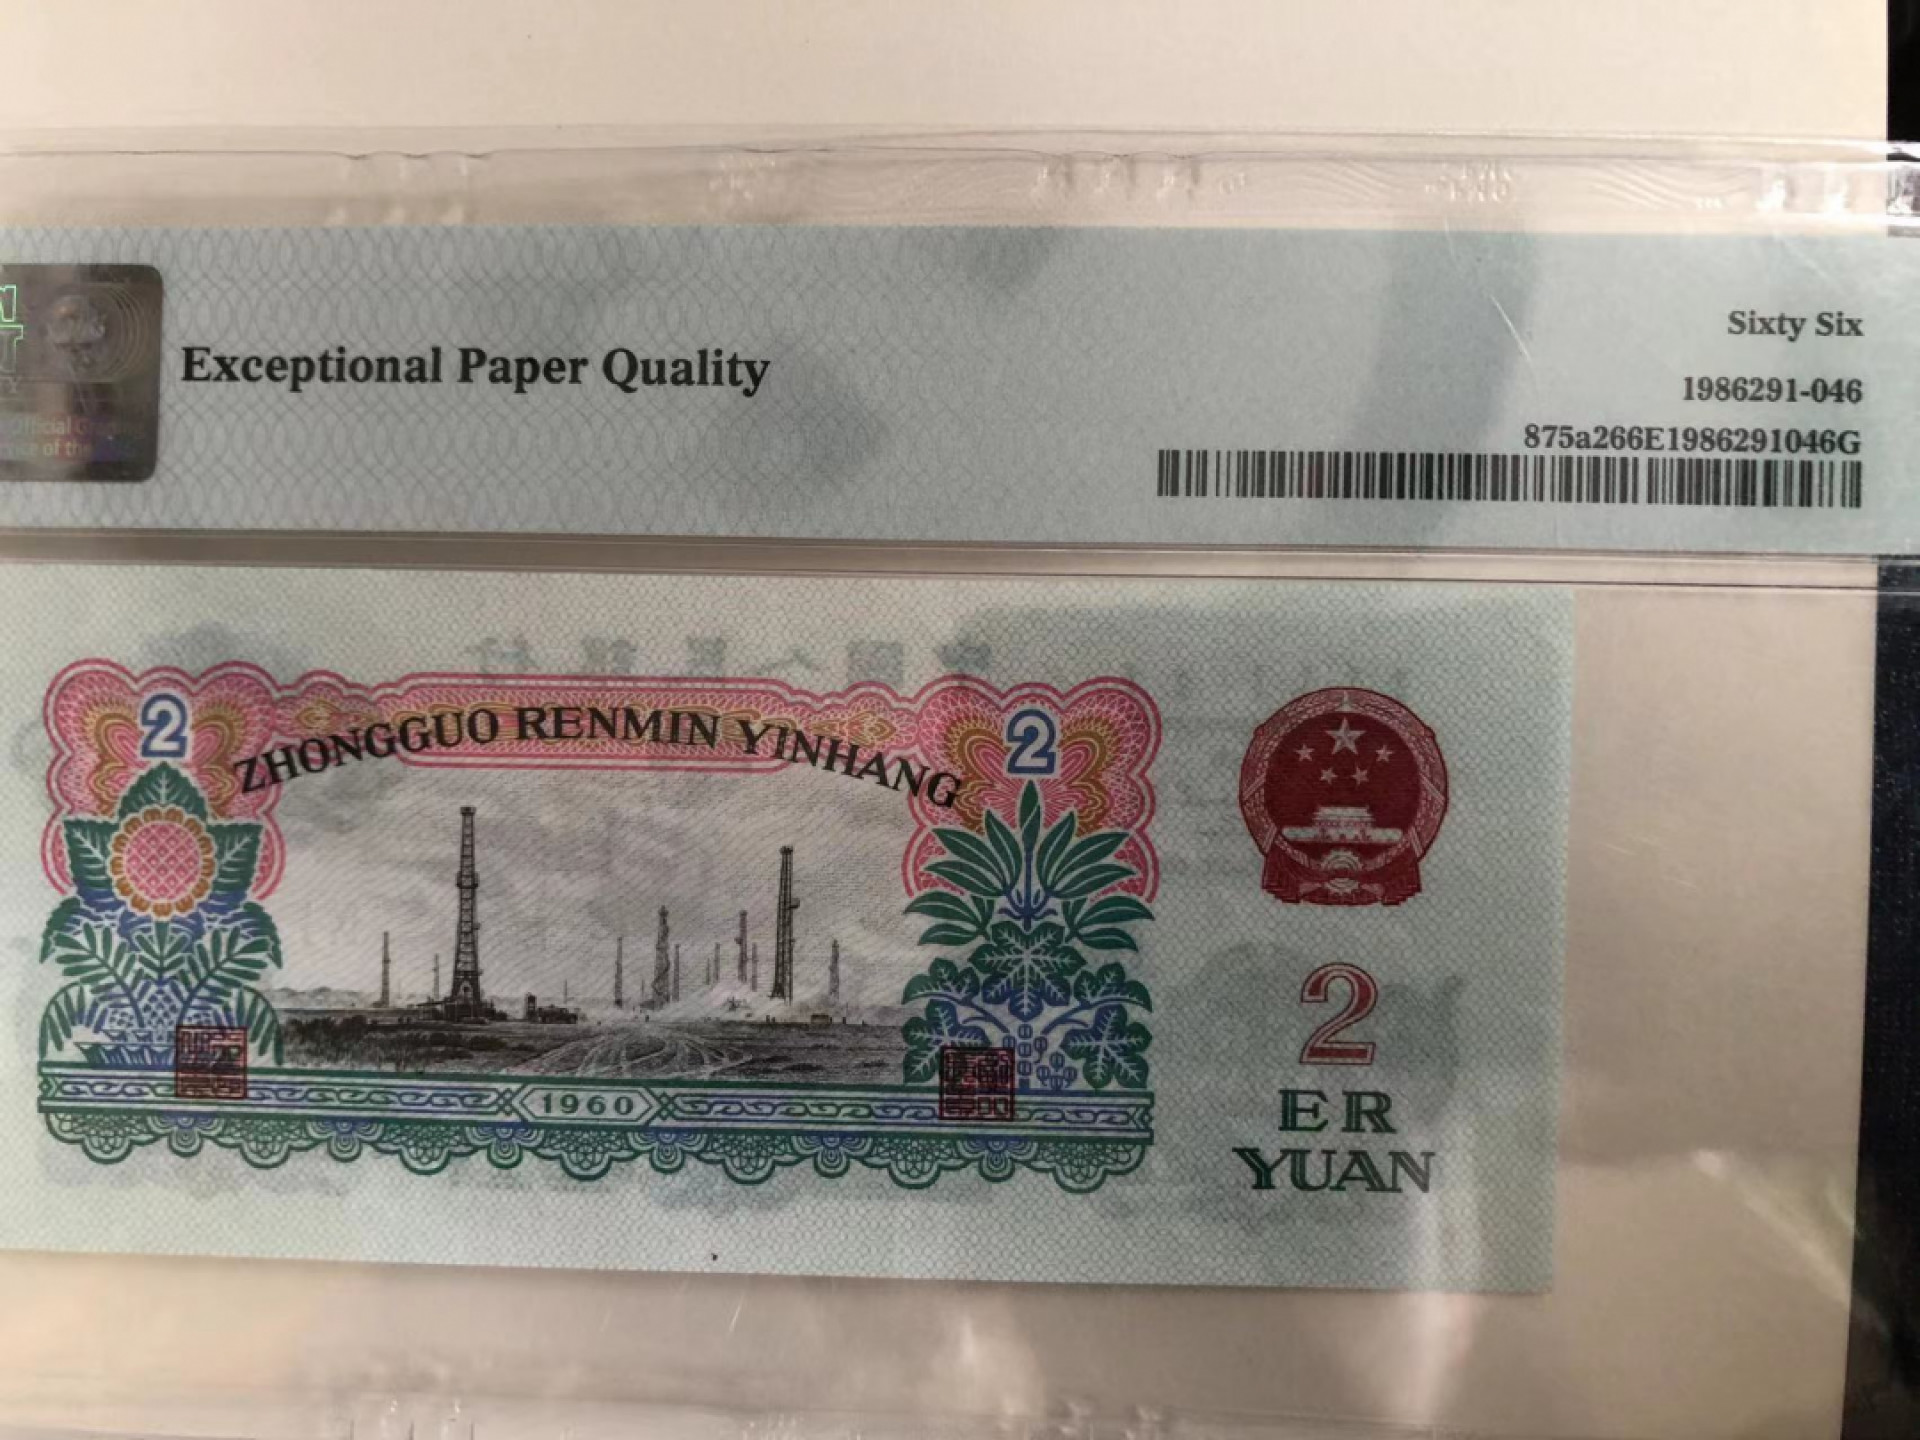 Exceptional Paper Quality
Sixty Six
1986291-046
875a266E1986291046G
2
ZHONGGUO RENMIN YINHANG
2
1960
2
ER
YUAN